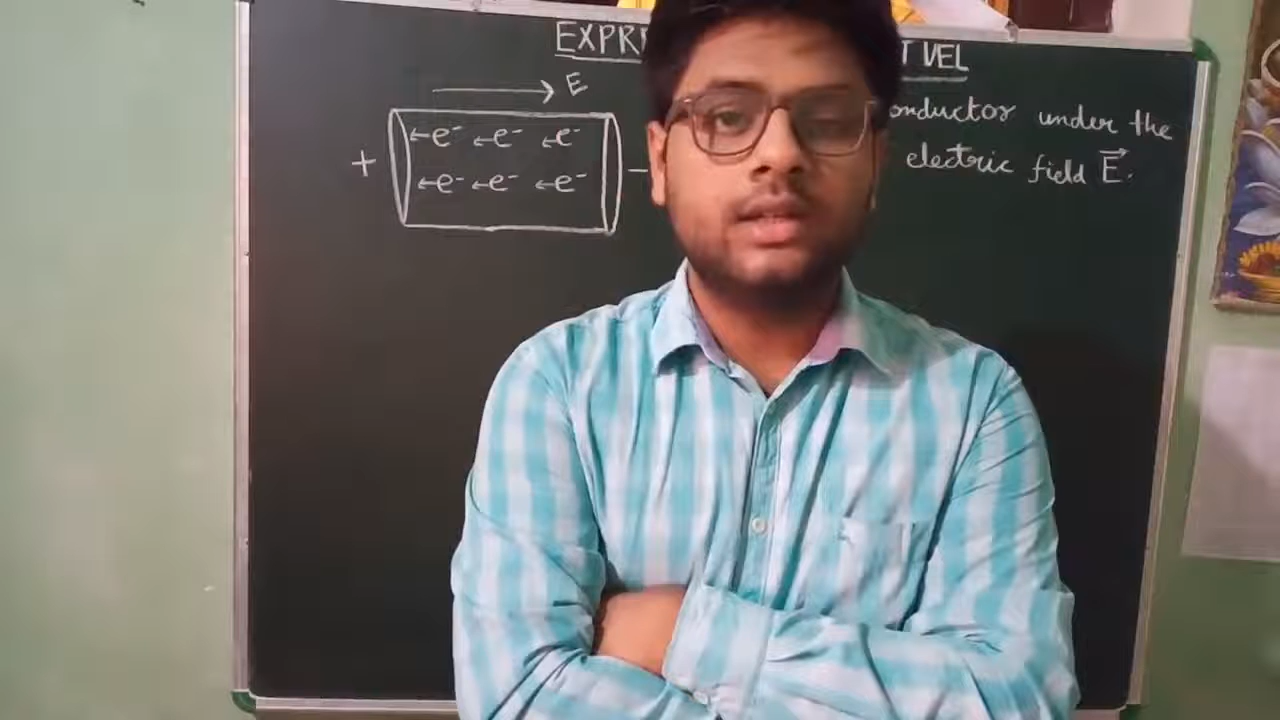 EXPR T VEL
E
+ e⁻ e⁻ e⁻ −
e⁻ e⁻ e⁻
onductor under the
electric field E⃗.